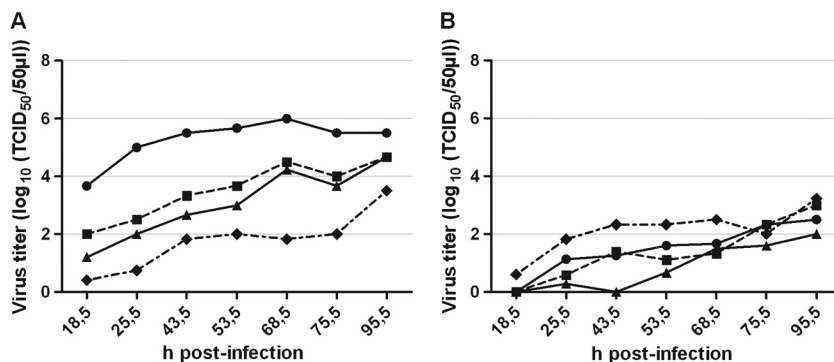 A
Virus titer (log10 (TCID50/50µl))
8
6
4
2
0
18,5 25,5 43,5 53,5 68,5 75,5 95,5
h post-infection
B
Virus titer (log10 (TCID50/50µl))
8
6
4
2
0
18,5 25,5 43,5 53,5 68,5 75,5 95,5
h post-infection